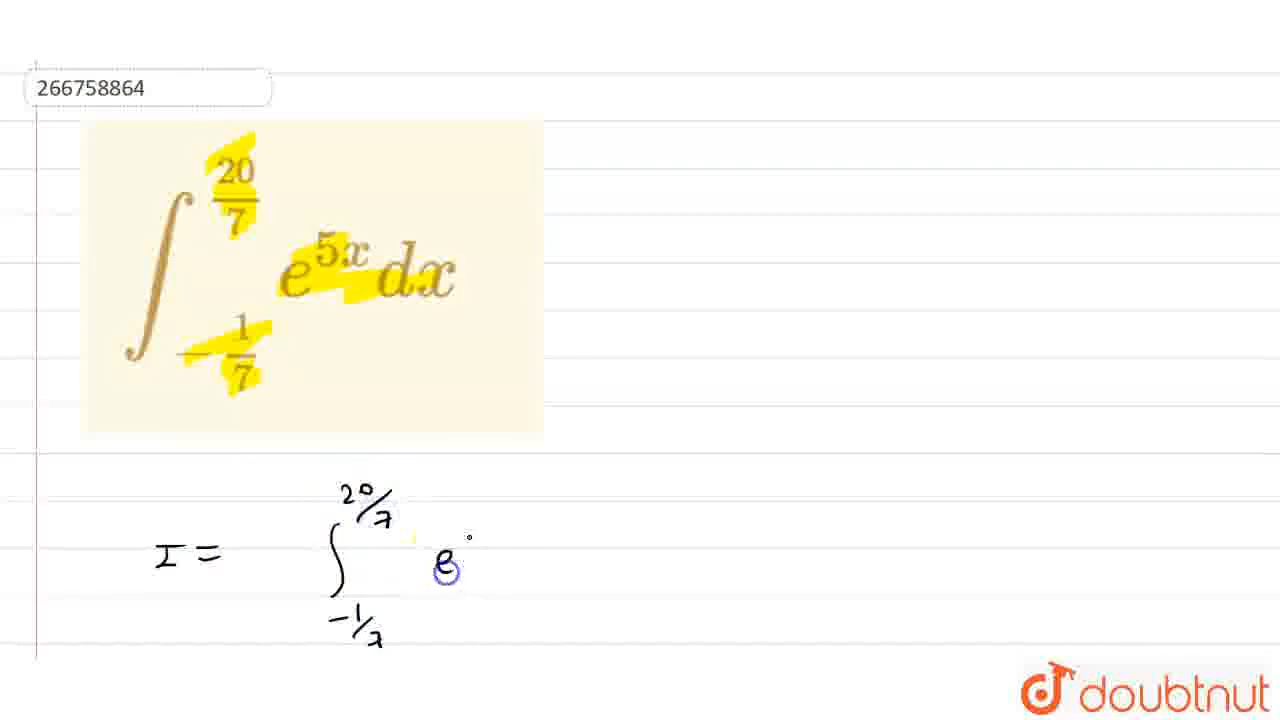 266758864
∫_{-1/7}^{20/7} e^{5x} dx
I = ∫_{-1/7}^{20/7} e
doubtnut